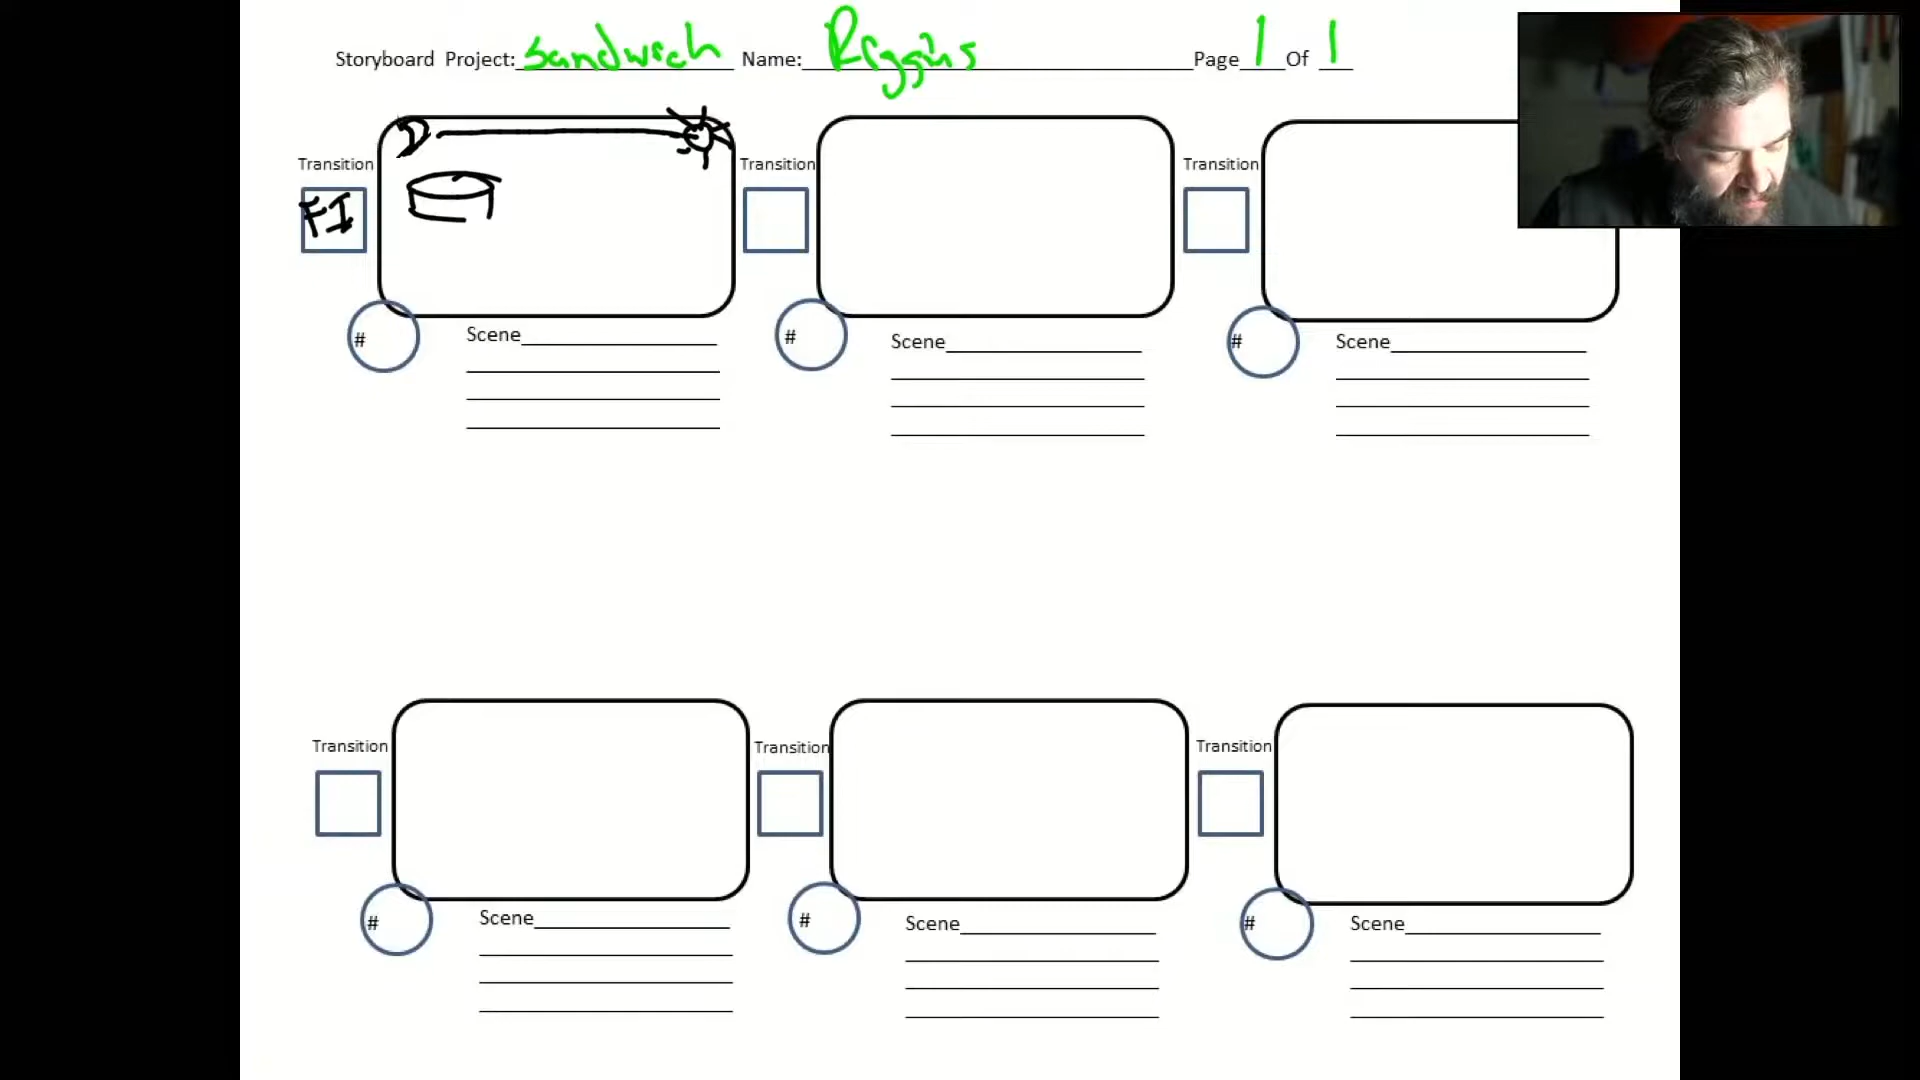 Storyboard Project: Sandwich Name: Riggins Page 1 Of 1
Transition Transition Transition
FI
# Scene # Scene # Scene
Transition Transition Transition
# Scene # Scene # Scene